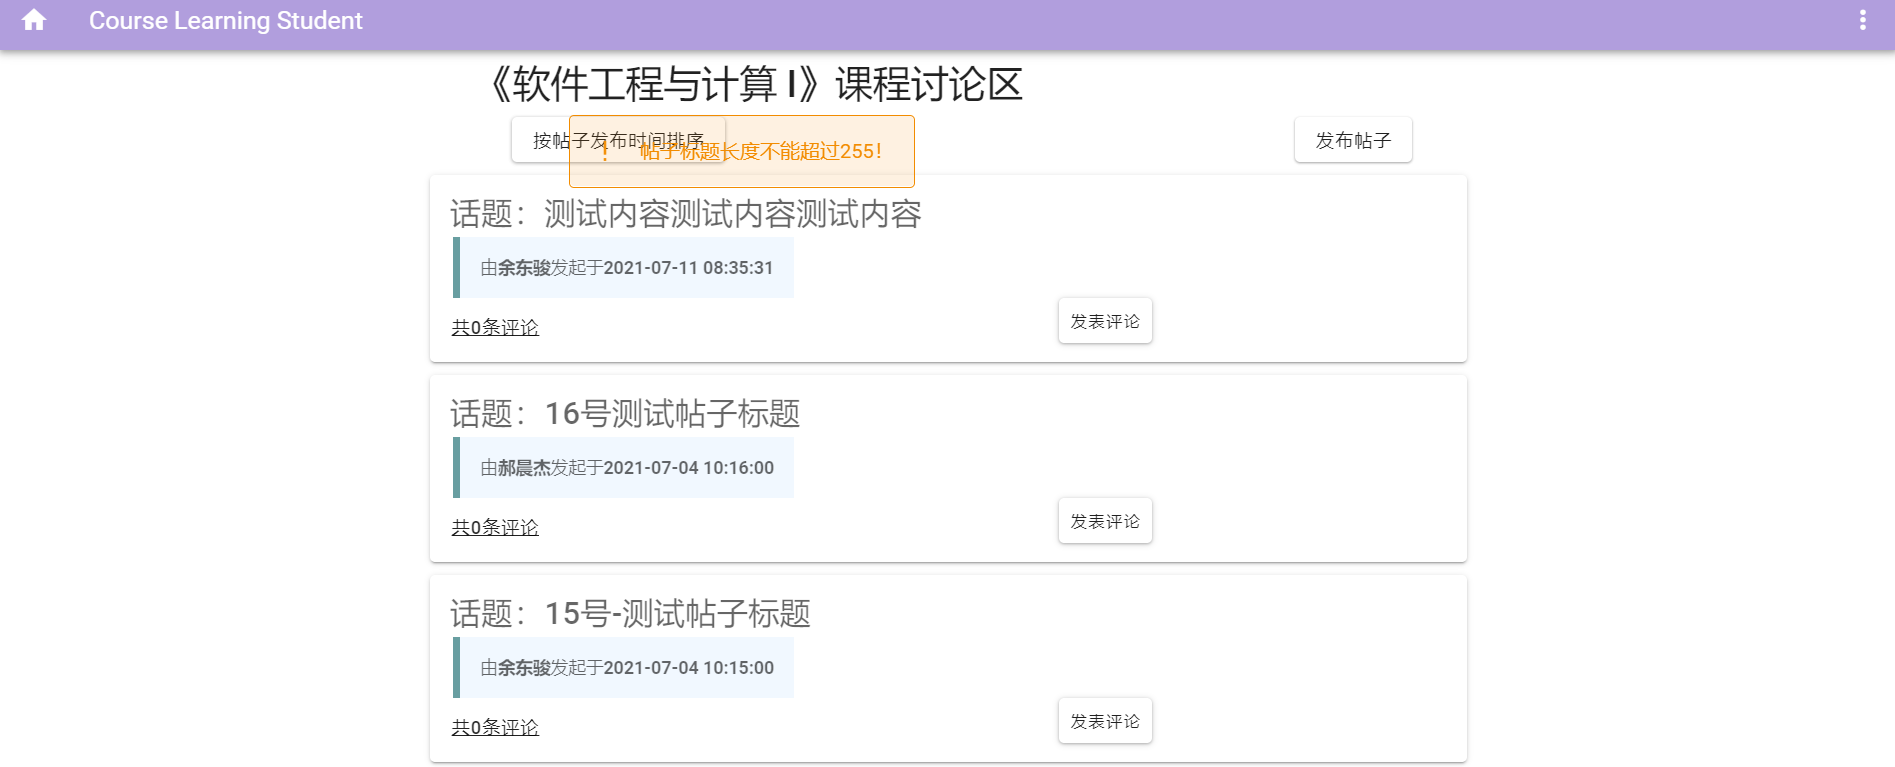 Course Learning Student
《软件工程与计算 I》课程讨论区
按帖子发布时间排序
! 帖子标题长度不能超过255!
发布帖子
话题：测试内容测试内容测试内容
由余东骏发起于2021-07-11 08:35:31
共0条评论
发表评论
话题：16号测试帖子标题
由郝晨杰发起于2021-07-04 10:16:00
共0条评论
发表评论
话题：15号-测试帖子标题
由余东骏发起于2021-07-04 10:15:00
共0条评论
发表评论